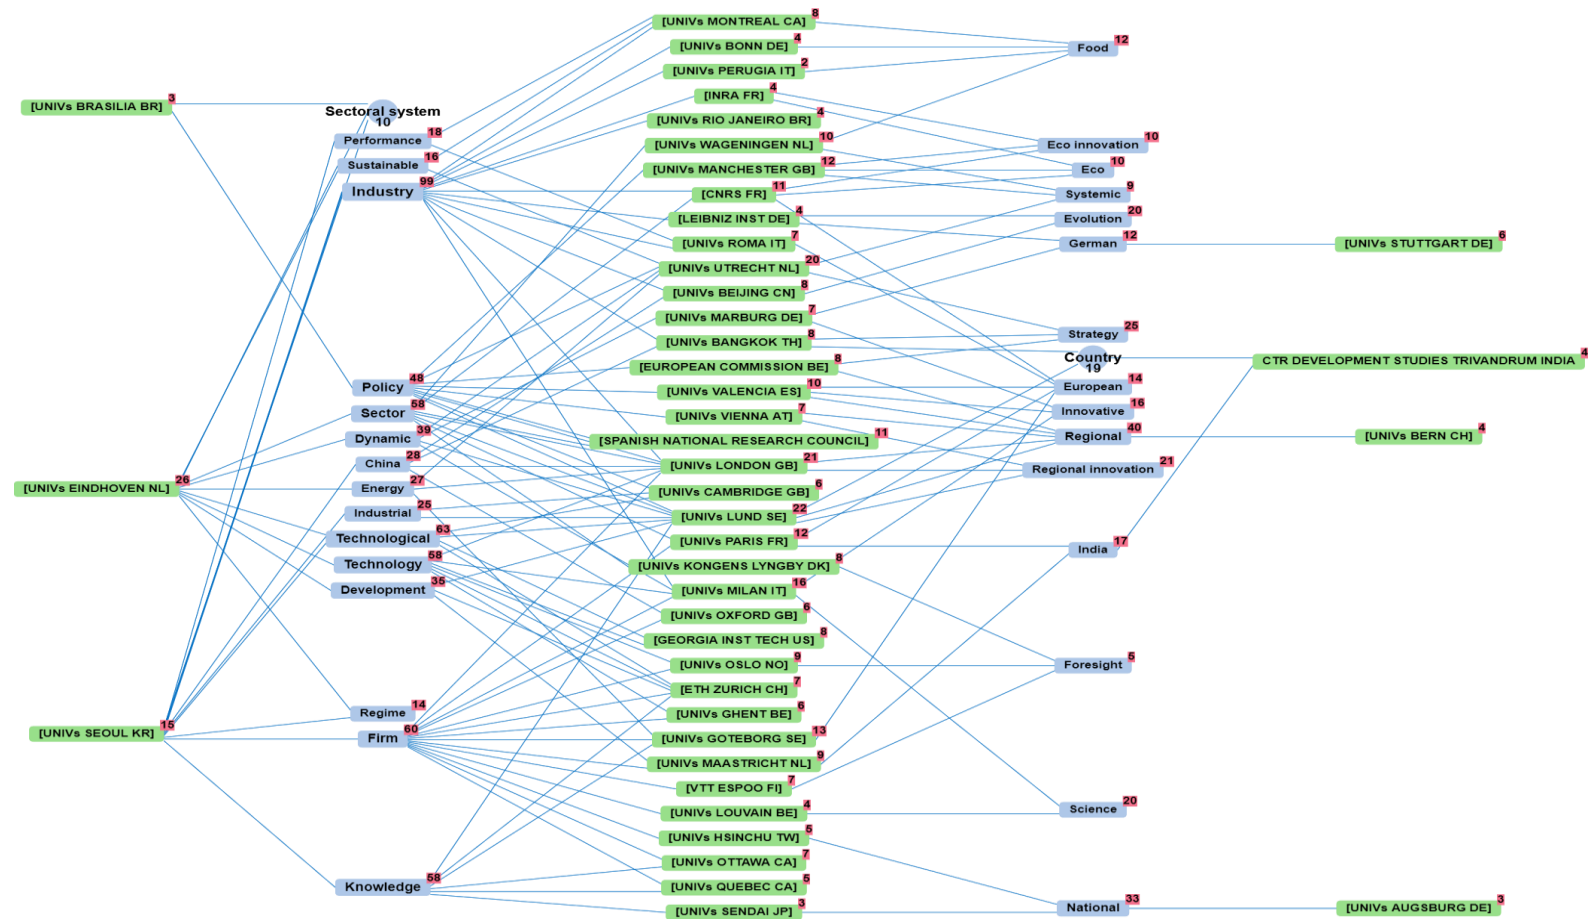 [UNIVs BRASILIA BR] 3
[UNIVs EINDHOVEN NL] 26
[UNIVs SEOUL KR] 15
Sectoral system
10
Performance 18
Sustainable 16
Industry 99
Policy 48
Sector 58
Dynamic 39
China 28
Energy 27
Industrial 25
Technological 63
Technology 58
Development 35
Regime 14
Firm 60
Knowledge 58
[UNIVs MONTREAL CA] 8
[UNIVs BONN DE] 4
[UNIVs PERUGIA IT] 2
[INRA FR] 4
[UNIVs RIO JANEIRO BR] 4
[UNIVs WAGENINGEN NL] 10
[UNIVs MANCHESTER GB] 12
[CNRS FR] 11
[LEIBNIZ INST DE] 4
[UNIVs ROMA IT] 7
[UNIVs UTRECHT NL] 20
[UNIVs BEIJING CN] 8
[UNIVs MARBURG DE] 7
[UNIVs BANGKOK TH] 8
[EUROPEAN COMMISSION BE] 8
[UNIVs VALENCIA ES] 10
[UNIVs VIENNA AT] 7
[SPANISH NATIONAL RESEARCH COUNCIL] 11
[UNIVs LONDON GB] 21
[UNIVs CAMBRIDGE GB] 6
[UNIVs LUND SE] 22
[UNIVs PARIS FR] 12
[UNIVs KONGENS LYNGBY DK] 8
[UNIVs MILAN IT] 16
[UNIVs OXFORD GB] 6
[GEORGIA INST TECH US] 8
[UNIVs OSLO NO] 9
[ETH ZURICH CH] 7
[UNIVs GHENT BE] 6
[UNIVs GOTEBORG SE] 13
[UNIVs MAASTRICHT NL] 9
[VTT ESPOO FI] 7
[UNIVs LOUVAIN BE] 4
[UNIVs HSINCHU TW] 5
[UNIVs OTTAWA CA] 7
[UNIVs QUEBEC CA] 5
[UNIVs SENDAI JP] 3
Food 12
Eco innovation 10
Eco 10
Systemic 9
Evolution 20
German 12
Strategy 25
Country
19
European 14
Innovative 16
Regional 40
Regional innovation 21
India 17
Foresight 5
Science 20
National 33
[UNIVs STUTTGART DE] 6
CTR DEVELOPMENT STUDIES TRIVANDRUM INDIA 4
[UNIVs BERN CH] 4
[UNIVs AUGSBURG DE] 3